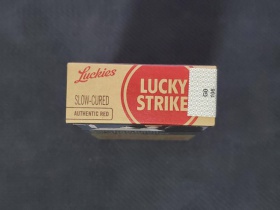 Luckies
SLOW-CURED
AUTHENTIC RED
LUCKY
STRIKE